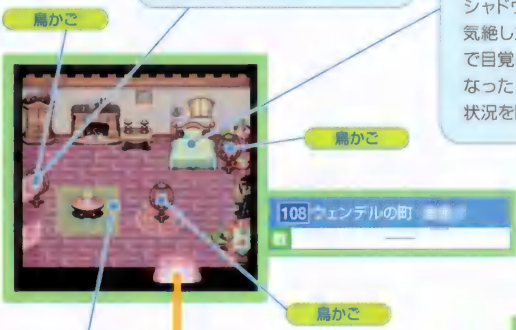 鳥かご
シャドウ
気絶し
で目覚
なった
状況を
鳥かご
108 ウェンデルの町
鳥かご